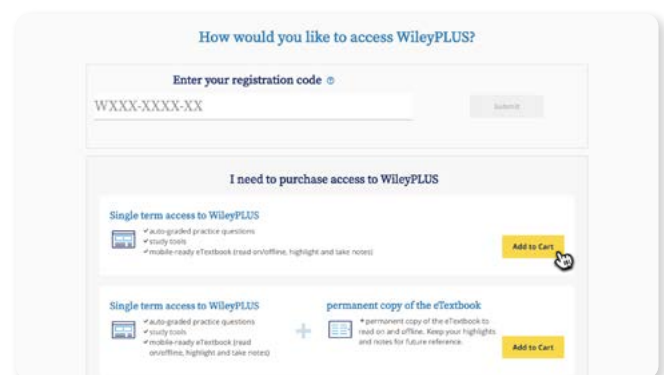 How would you like to access WileyPLUS?
Enter your registration code
WXXX-XXXX-XX
Submit
I need to purchase access to WileyPLUS
Single term access to WileyPLUS
✓auto-graded practice questions
✓study tools
✓mobile-ready eTextbook (read on/offline, highlight and take notes)
Add to Cart
Single term access to WileyPLUS
✓auto-graded practice questions
✓study tools
✓mobile-ready eTextbook (read
on/offline, highlight and take notes)
+
permanent copy of the eTextbook
permanent copy of the eTextbook to
read on and offline. Keep your highlights
and notes for future reference.
Add to Cart